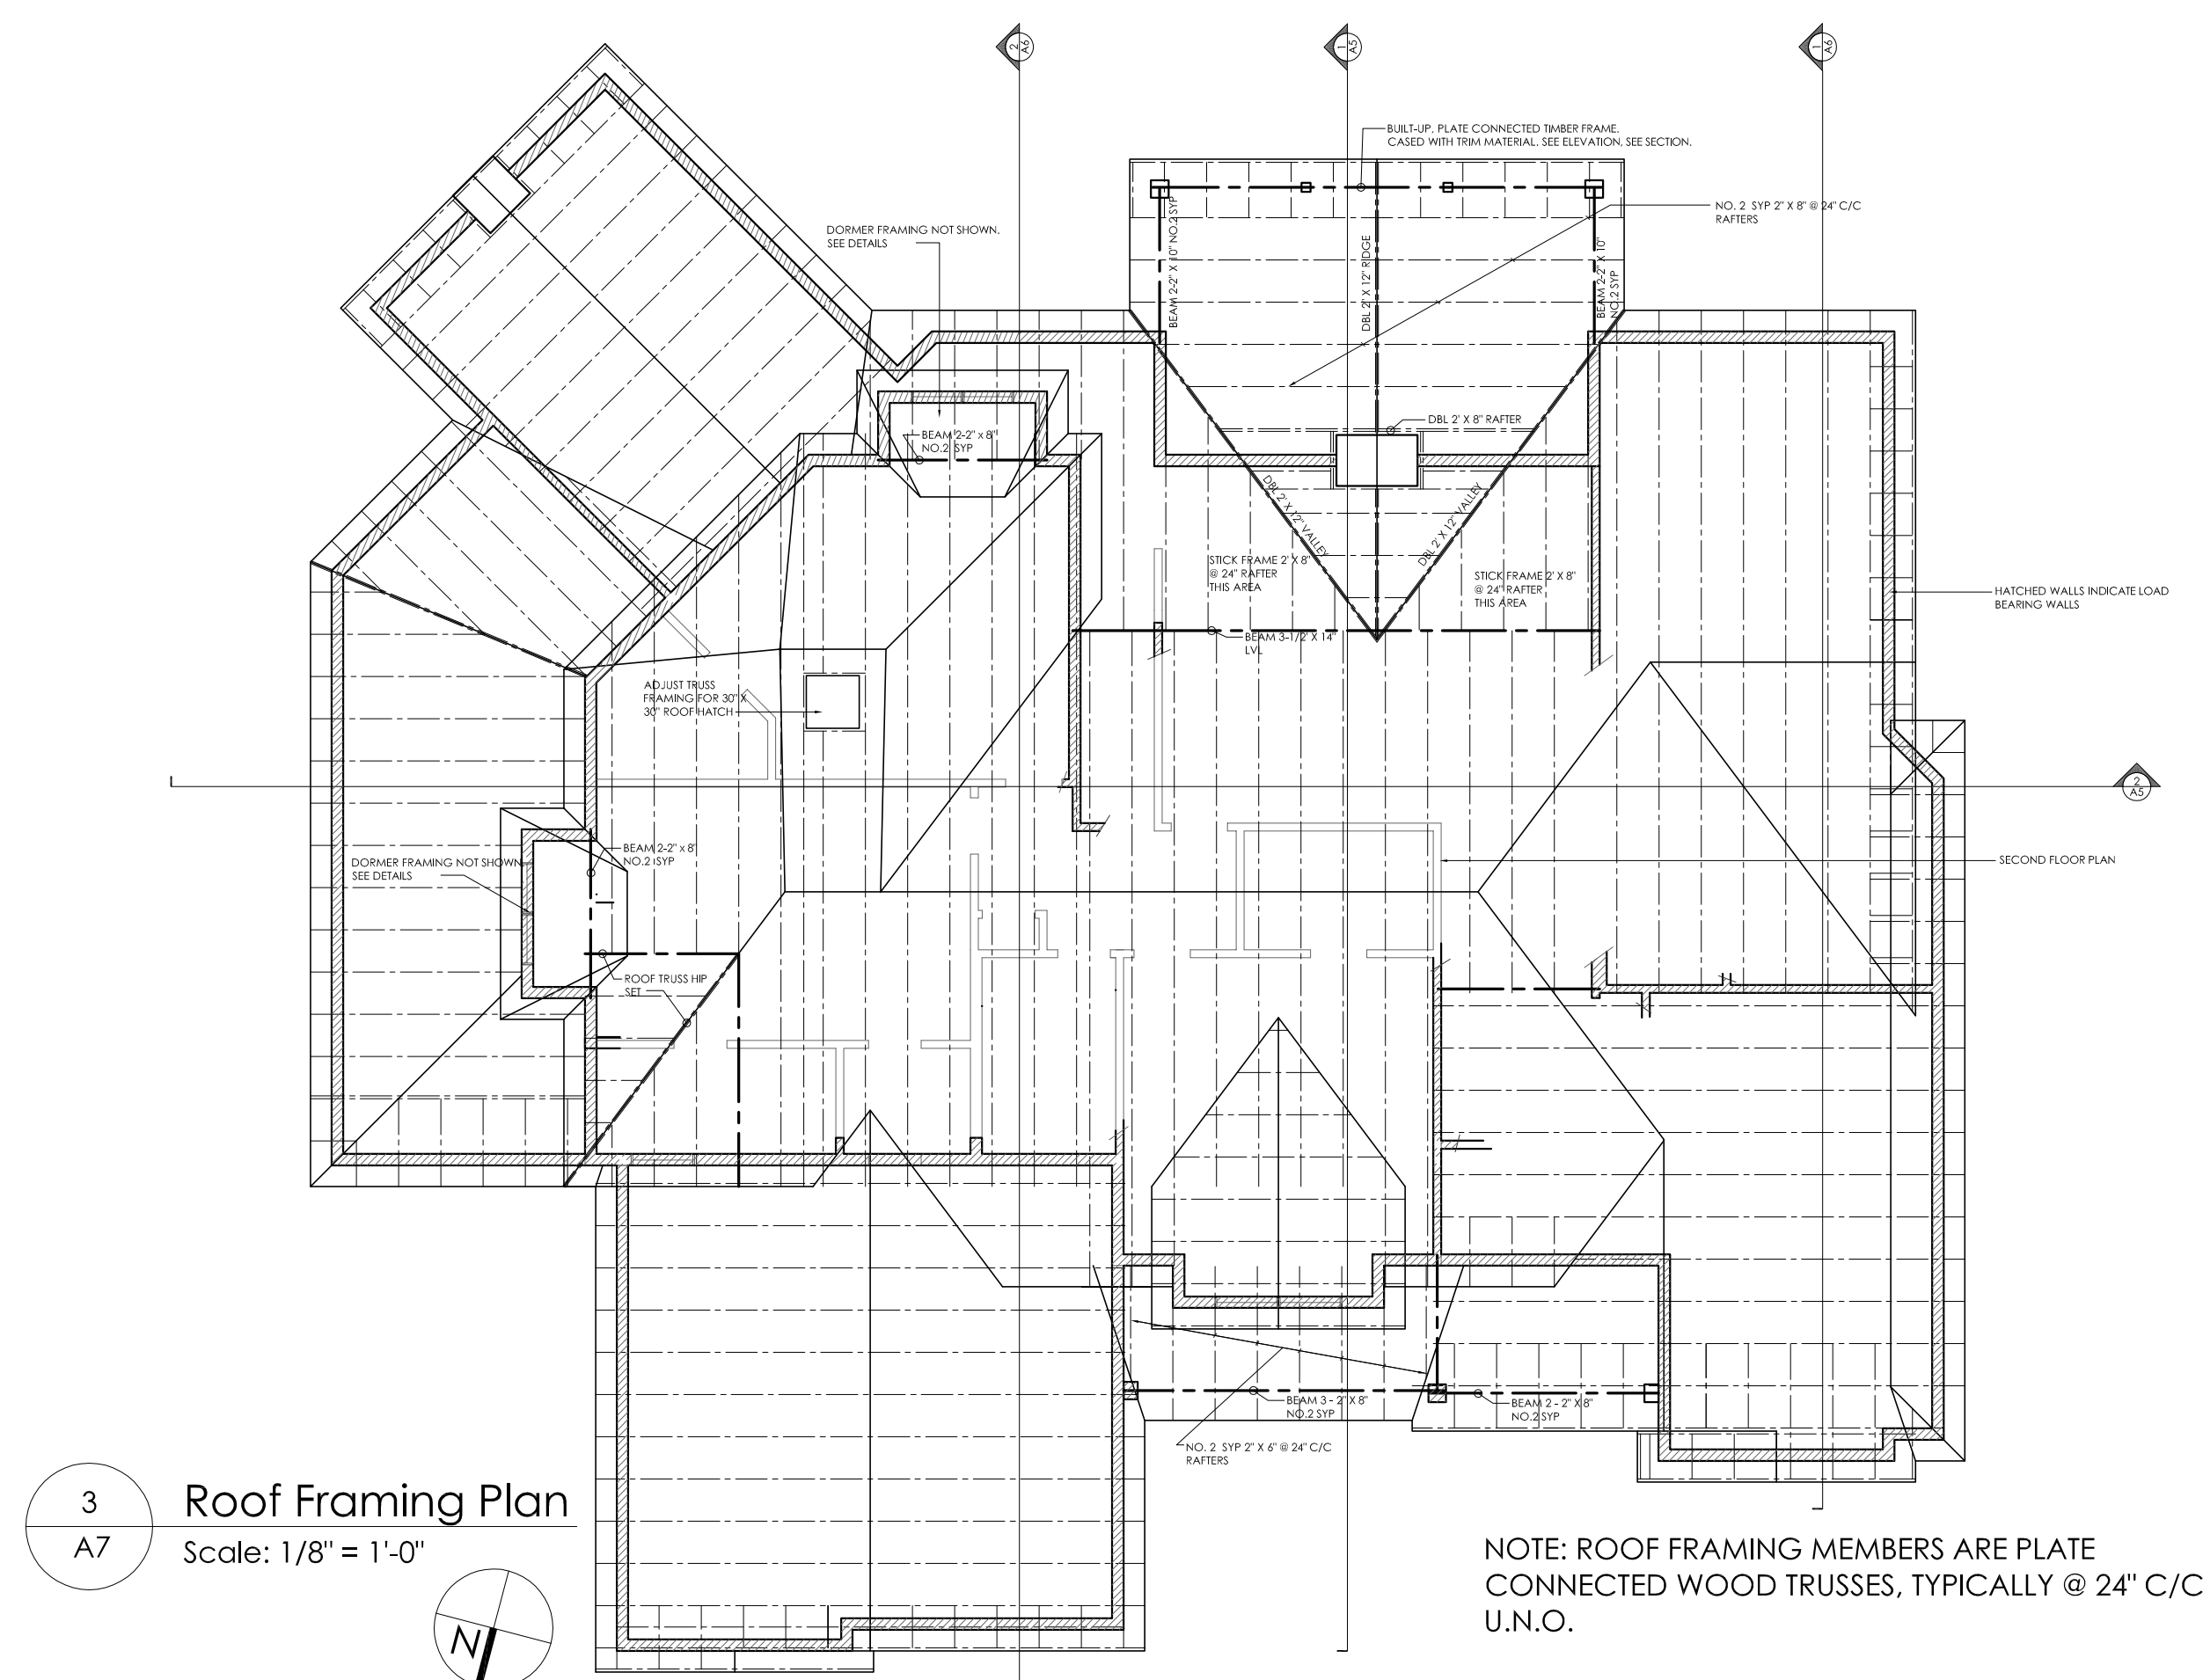 2
A6
1
A5
1
A6
BUILT-UP, PLATE CONNECTED TIMBER FRAME.
CASED WITH TRIM MATERIAL. SEE ELEVATION, SEE SECTION.
NO. 2 SYP 2" X 8" @ 24" C/C
RAFTERS
DORMER FRAMING NOT SHOWN.
SEE DETAILS
BEAM 2-2" X 10" NO.2 SYP
DBL 2' X 12" RIDGE
BEAM 2-2" X 10"
NO.2 SYP
BEAM 2-2" x 8"
NO.2 SYP
DBL 2' X 8" RAFTER
DBL 2' X 12" VALLEY
DBL 2' X 12" VALLEY
STICK FRAME 2' X 8"
@ 24" RAFTER
THIS AREA
STICK FRAME 2' X 8"
@ 24" RAFTER
THIS AREA
HATCHED WALLS INDICATE LOAD
BEARING WALLS
BEAM 3-1/2' X 14"
LVL
ADJUST TRUSS
FRAMING FOR 30" X
30" ROOF HATCH
2
A5
BEAM 2-2" x 8"
NO.2 SYP
DORMER FRAMING NOT SHOWN
SEE DETAILS
SECOND FLOOR PLAN
ROOF TRUSS HIP
SET
BEAM 3 - 2" X 8"
NO.2 SYP
BEAM 2 - 2" X 8"
NO.2 SYP
NO. 2 SYP 2" X 6" @ 24" C/C
RAFTERS
3
A7
Roof Framing Plan
Scale: 1/8" = 1'-0"
N
NOTE: ROOF FRAMING MEMBERS ARE PLATE
CONNECTED WOOD TRUSSES, TYPICALLY @ 24" C/C
U.N.O.